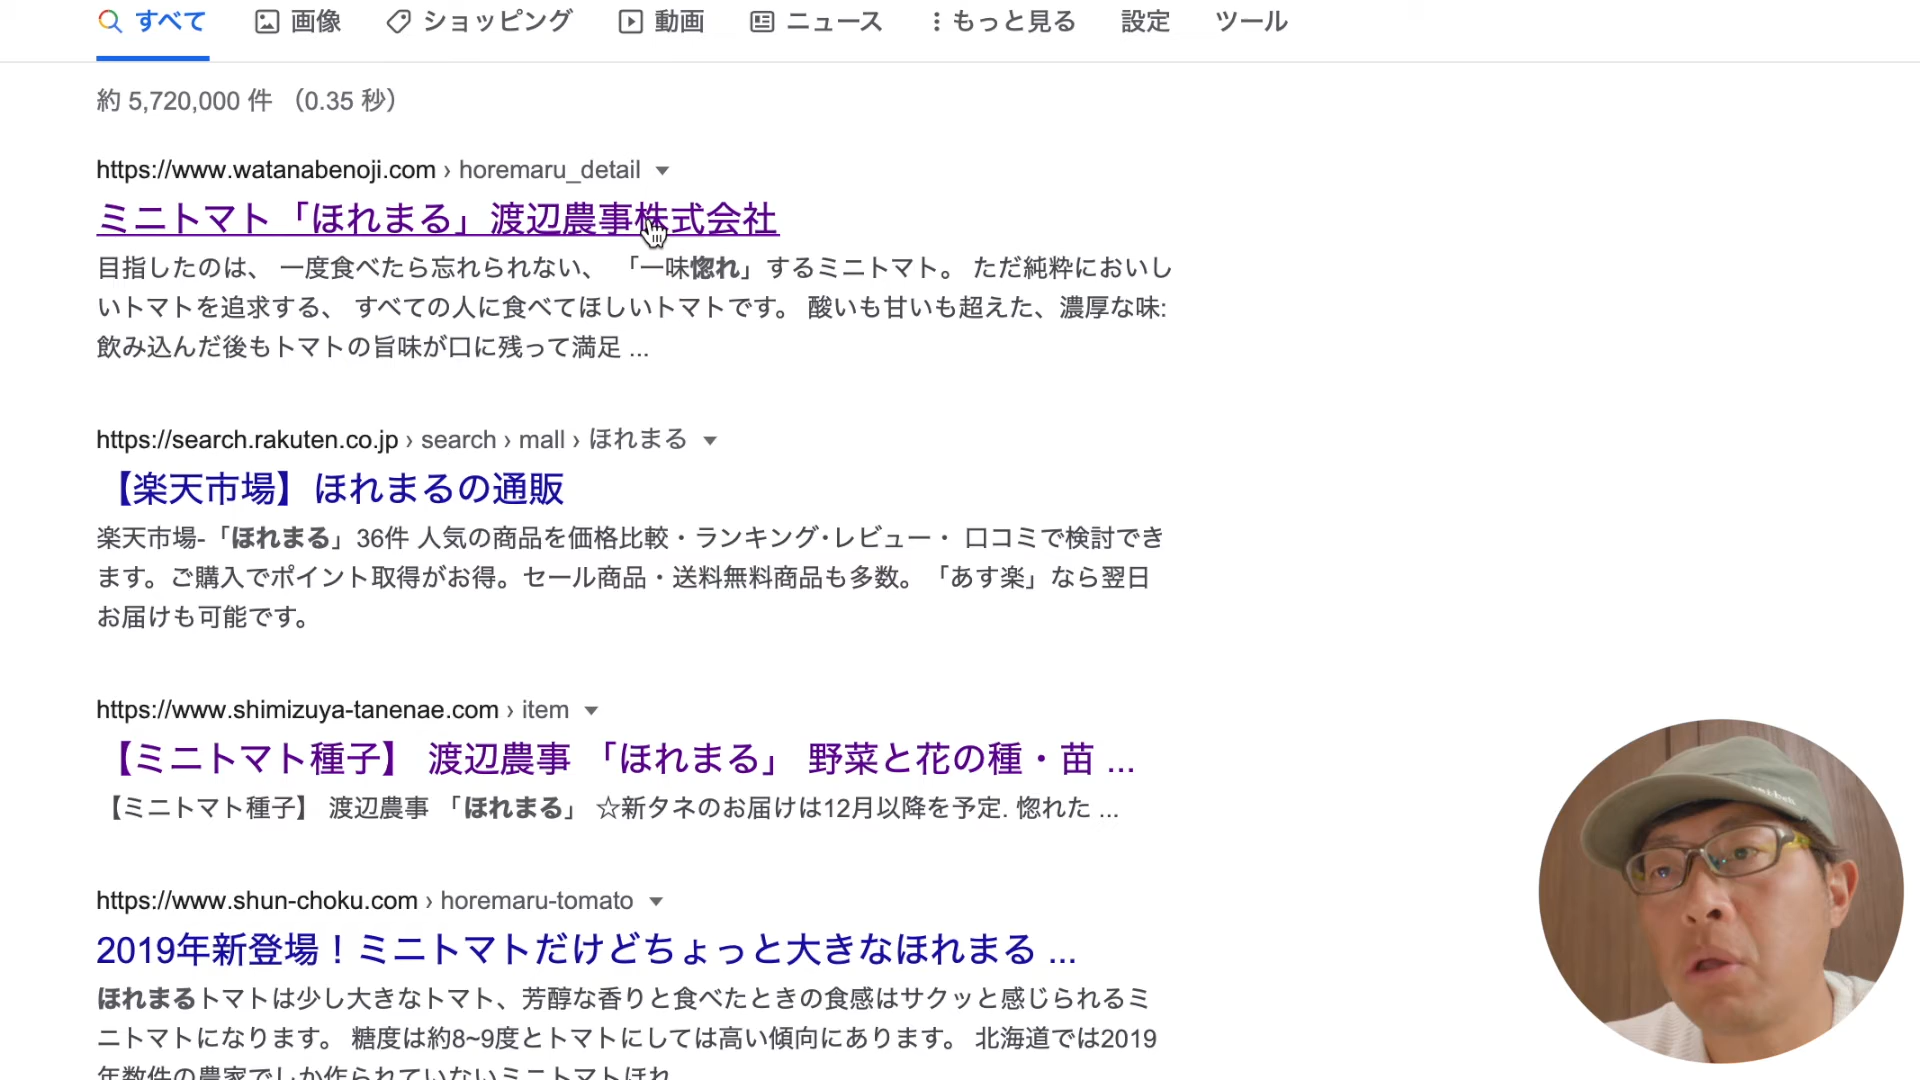 すべて 画像 ショッピング 動画 ニュース もっと見る 設定 ツール
約 5,720,000 件 （0.35 秒）
https://www.watanabenoji.com › horemaru_detail
ミニトマト「ほれまる」渡辺農事株式会社
目指したのは、 一度食べたら忘れられない、 「一味惚れ」するミニトマト。 ただ純粋においし
いトマトを追求する、 すべての人に食べてほしいトマトです。 酸いも甘いも超えた、濃厚な味:
飲み込んだ後もトマトの旨味が口に残って満足 ...
https://search.rakuten.co.jp › search › mall › ほれまる
【楽天市場】ほれまるの通販
楽天市場-「ほれまる」36件 人気の商品を価格比較・ランキング･レビュー・ 口コミで検討でき
ます。ご購入でポイント取得がお得。セール商品・送料無料商品も多数。「あす楽」なら翌日
お届けも可能です。
https://www.shimizuya-tanenae.com › item
【ミニトマト種子】 渡辺農事 「ほれまる」 野菜と花の種・苗 ...
【ミニトマト種子】 渡辺農事 「ほれまる」 ☆新タネのお届けは12月以降を予定. 惚れた ...
https://www.shun-choku.com › horemaru-tomato
2019年新登場！ミニトマトだけどちょっと大きなほれまる ...
ほれまるトマトは少し大きなトマト、芳醇な香りと食べたときの食感はサクッと感じられるミ
ニトマトになります。 糖度は約8~9度とトマトにしては高い傾向にあります。 北海道では2019
年数件の農家でしか作られていないミニトマトほれ